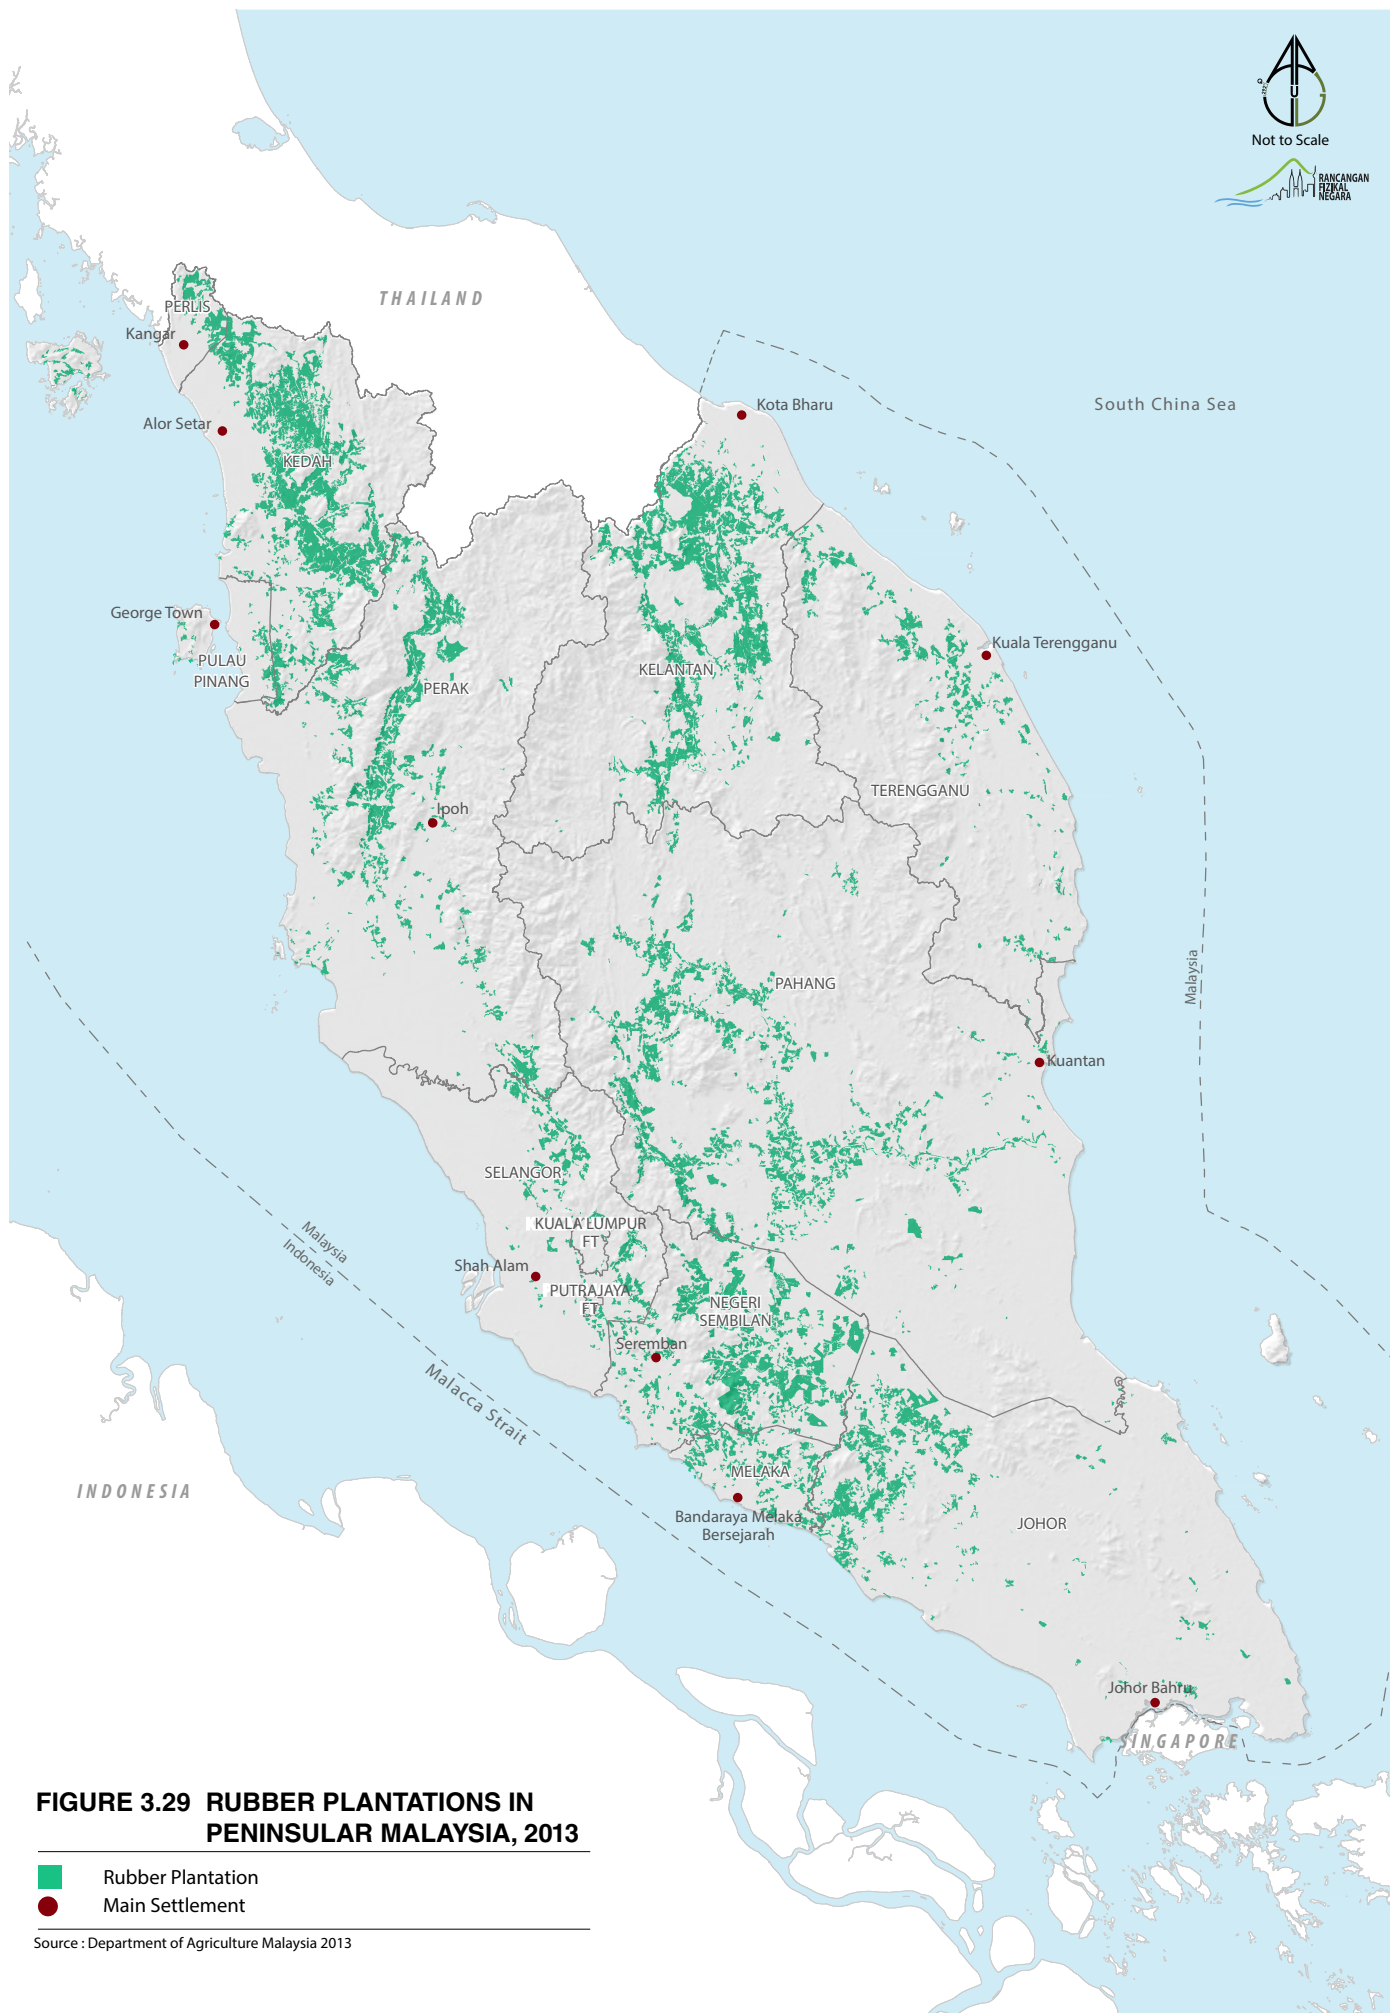 Not to Scale
RANCANGAN
FIZIKAL
NEGARA
THAILAND
PERLIS
Kangar
Kota Bharu
South China Sea
Alor Setar
KEDAH
George Town
Kuala Terengganu
PULAU
PINANG
KELANTAN
PERAK
TERENGGANU
Ipoh
PAHANG
Malaysia
Kuantan
SELANGOR
KUALA LUMPUR
FT
Malaysia
Indonesia
Shah Alam
PUTRAJAYA
FT
NEGERI
SEMBILAN
Seremban
Malacca Strait
MELAKA
INDONESIA
Bandaraya Melaka
Bersejarah
JOHOR
Johor Bahru
SINGAPORE
FIGURE 3.29 RUBBER PLANTATIONS IN
PENINSULAR MALAYSIA, 2013
Rubber Plantation
Main Settlement
Source : Department of Agriculture Malaysia 2013